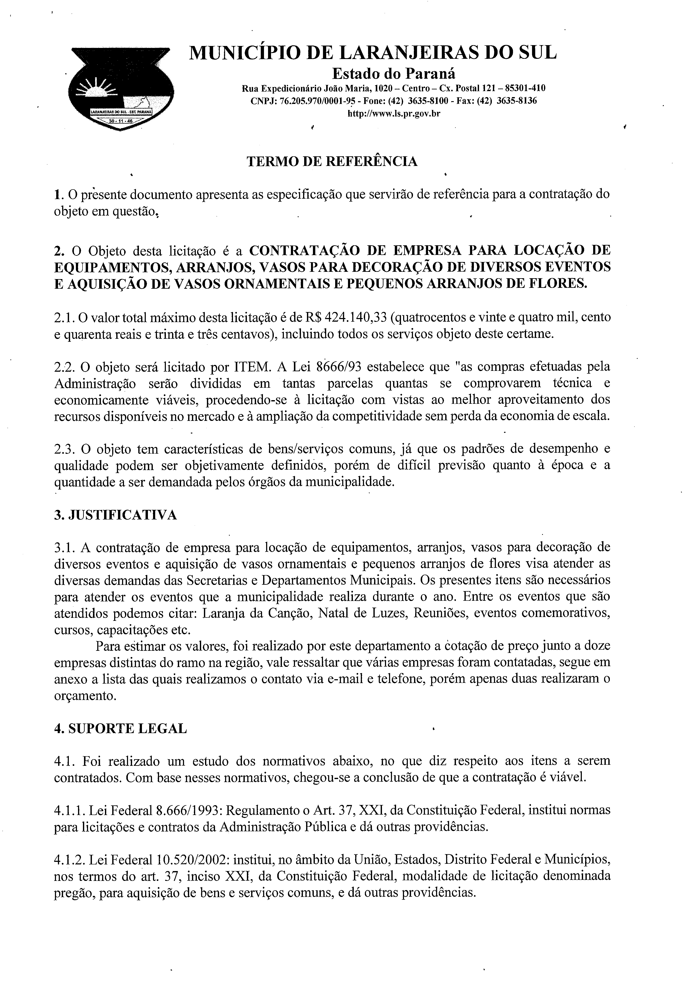 MUNICÍPIO DE LARANJEIRAS DO SUL
Estado do Paraná
Rua Expedicionário João Maria, 1020 – Centro – Cx. Postal 121 – 85301-410
CNPJ: 76.205.970/0001-95 - Fone: (42) 3635-8100 - Fax: (42) 3635-8136
http://www.ls.pr.gov.br
LARANJEIRAS DO SUL - EST. PARANÁ
30 - 11 - 46
TERMO DE REFERÊNCIA
1. O presente documento apresenta as especificação que servirão de referência para a contratação do
objeto em questão.
2. O Objeto desta licitação é a CONTRATAÇÃO DE EMPRESA PARA LOCAÇÃO DE
EQUIPAMENTOS, ARRANJOS, VASOS PARA DECORAÇÃO DE DIVERSOS EVENTOS
E AQUISIÇÃO DE VASOS ORNAMENTAIS E PEQUENOS ARRANJOS DE FLORES.
2.1. O valor total máximo desta licitação é de R$ 424.140,33 (quatrocentos e vinte e quatro mil, cento
e quarenta reais e trinta e três centavos), incluindo todos os serviços objeto deste certame.
2.2. O objeto será licitado por ITEM. A Lei 8666/93 estabelece que "as compras efetuadas pela
Administração serão divididas em tantas parcelas quantas se comprovarem técnica e
economicamente viáveis, procedendo-se à licitação com vistas ao melhor aproveitamento dos
recursos disponíveis no mercado e à ampliação da competitividade sem perda da economia de escala.
2.3. O objeto tem características de bens/serviços comuns, já que os padrões de desempenho e
qualidade podem ser objetivamente definidos, porém de difícil previsão quanto à época e a
quantidade a ser demandada pelos órgãos da municipalidade.
3. JUSTIFICATIVA
3.1. A contratação de empresa para locação de equipamentos, arranjos, vasos para decoração de
diversos eventos e aquisição de vasos ornamentais e pequenos arranjos de flores visa atender as
diversas demandas das Secretarias e Departamentos Municipais. Os presentes itens são necessários
para atender os eventos que a municipalidade realiza durante o ano. Entre os eventos que são
atendidos podemos citar: Laranja da Canção, Natal de Luzes, Reuniões, eventos comemorativos,
cursos, capacitações etc.
Para estimar os valores, foi realizado por este departamento a cotação de preço junto a doze
empresas distintas do ramo na região, vale ressaltar que várias empresas foram contatadas, segue em
anexo a lista das quais realizamos o contato via e-mail e telefone, porém apenas duas realizaram o
orçamento.
4. SUPORTE LEGAL
4.1. Foi realizado um estudo dos normativos abaixo, no que diz respeito aos itens a serem
contratados. Com base nesses normativos, chegou-se a conclusão de que a contratação é viável.
4.1.1. Lei Federal 8.666/1993: Regulamento o Art. 37, XXI, da Constituição Federal, institui normas
para licitações e contratos da Administração Pública e dá outras providências.
4.1.2. Lei Federal 10.520/2002: institui, no âmbito da União, Estados, Distrito Federal e Municípios,
nos termos do art. 37, inciso XXI, da Constituição Federal, modalidade de licitação denominada
pregão, para aquisição de bens e serviços comuns, e dá outras providências.